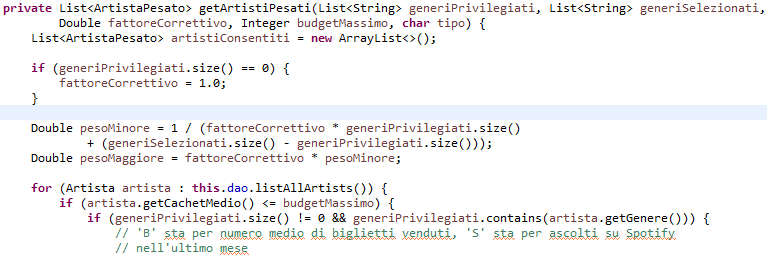 private List<ArtistaPesato> getArtistiPesati(List<String> generiPrivilegiati, List<String> generiSelezionati,
        Double fattoreCorrettivo, Integer budgetMassimo, char tipo) {
    List<ArtistaPesato> artistiConsentiti = new ArrayList<>();

    if (generiPrivilegiati.size() == 0) {
        fattoreCorrettivo = 1.0;
    }

    Double pesoMinore = 1 / (fattoreCorrettivo * generiPrivilegiati.size()
            + (generiSelezionati.size() - generiPrivilegiati.size()));
    Double pesoMaggiore = fattoreCorrettivo * pesoMinore;

    for (Artista artista : this.dao.listAllArtists()) {
        if (artista.getCachetMedio() <= budgetMassimo) {
            if (generiPrivilegiati.size() != 0 && generiPrivilegiati.contains(artista.getGenere())) {
                // 'B' sta per numero medio di biglietti venduti, 'S' sta per ascolti su Spotify
                // nell'ultimo mese